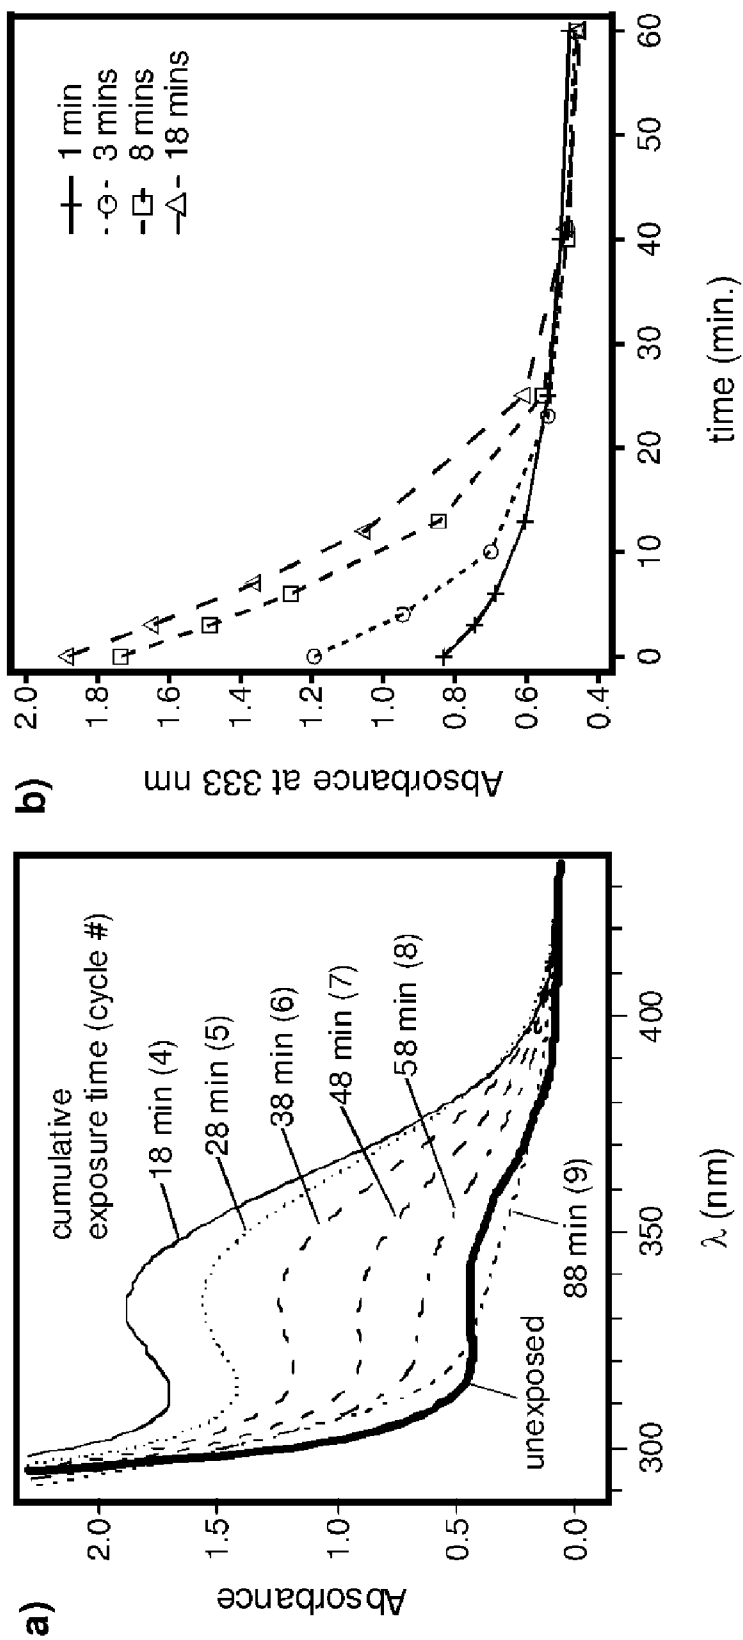 a)
Absorbance
2.0
1.5
1.0
0.5
0.0
cumulative
exposure time (cycle #)
18 min (4)
28 min (5)
38 min (6)
48 min (7)
58 min (8)
88 min (9)
unexposed
300
350
400
λ (nm)
b)
Absorbance at 333 nm
2.0
1.8
1.6
1.4
1.2
1.0
0.8
0.6
0.4
1 min
3 mins
8 mins
18 mins
0
10
20
30
40
50
60
time (min.)